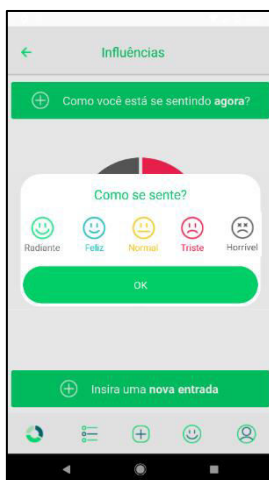 Influências
Como você está se sentindo agora?
Como se sente?
Radiante Feliz Normal Triste Horrível
OK
Insira uma nova entrada